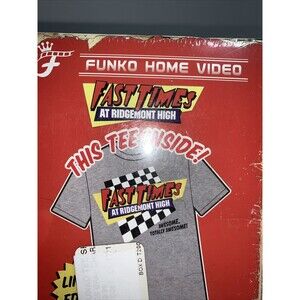 FUNKO HOME VIDEO
FAST TIMES
AT RIDGEMONT HIGH
THIS TEE INSIDE!
FAST TIMES
AT RIDGEMONT HIGH
AWESOME,
TOTALLY AWESOME!
LI